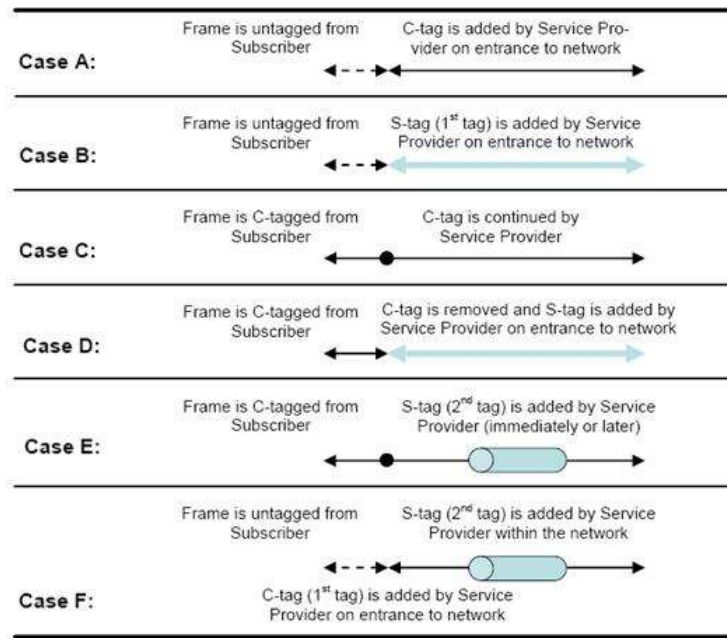 Frame is untagged from
Subscriber
C-tag is added by Service Pro-
vider on entrance to network
Case A:
Frame is untagged from
Subscriber
S-tag (1st tag) is added by Service
Provider on entrance to network
Case B:
Frame is C-tagged from
Subscriber
C-tag is continued by
Service Provider
Case C:
Frame is C-tagged from
Subscriber
C-tag is removed and S-tag is added by
Service Provider on entrance to network
Case D:
Frame is C-tagged from
Subscriber
S-tag (2nd tag) is added by Service
Provider (immediately or later)
Case E:
Frame is untagged from
Subscriber
S-tag (2nd tag) is added by Service
Provider within the network
Case F:
C-tag (1st tag) is added by Service
Provider on entrance to network